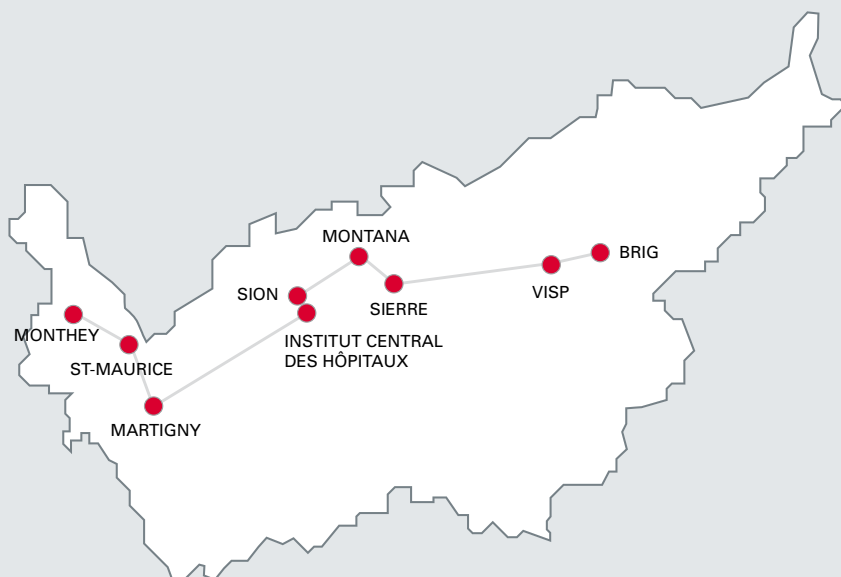 MONTANA
BRIG
SION
VISP
SIERRE
MONTHEY
INSTITUT CENTRAL
DES HÔPITAUX
ST-MAURICE
MARTIGNY